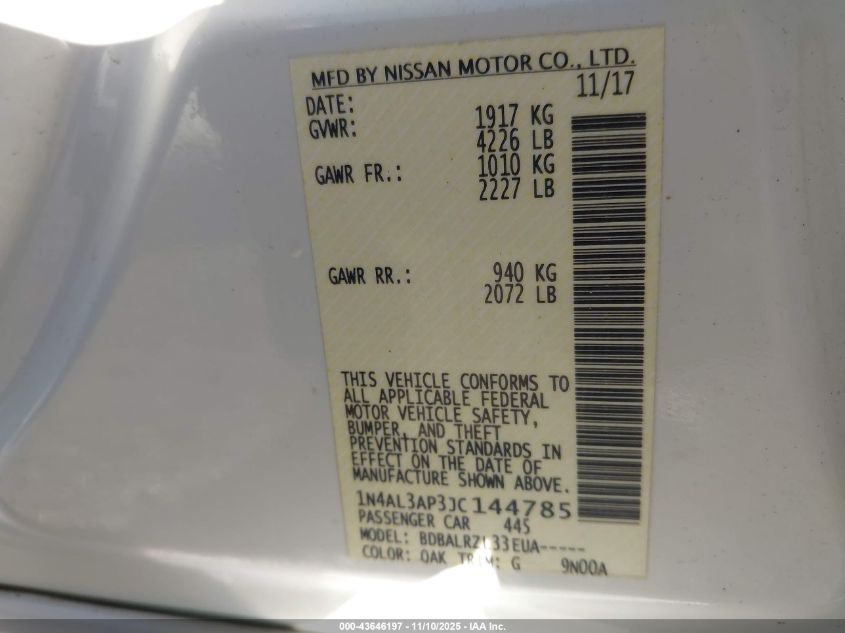 MFD BY NISSAN MOTOR CO., LTD.
DATE: 11/17
GVWR: 1917 KG
4226 LB
GAWR FR.: 1010 KG
2227 LB
GAWR RR.: 940 KG
2072 LB
THIS VEHICLE CONFORMS TO
ALL APPLICABLE FEDERAL
MOTOR VEHICLE SAFETY,
BUMPER, AND THEFT
PREVENTION STANDARDS IN
EFFECT ON THE DATE OF
MANUFACTURE SHOWN ABOVE.
1N4AL3AP3JC144785
PASSENGER CAR 445
MODEL: BDBALRZL33EUA-----
COLOR: QAK TRIM: G 9N00A
000-43646197 - 11/10/2025 - IAA Inc.